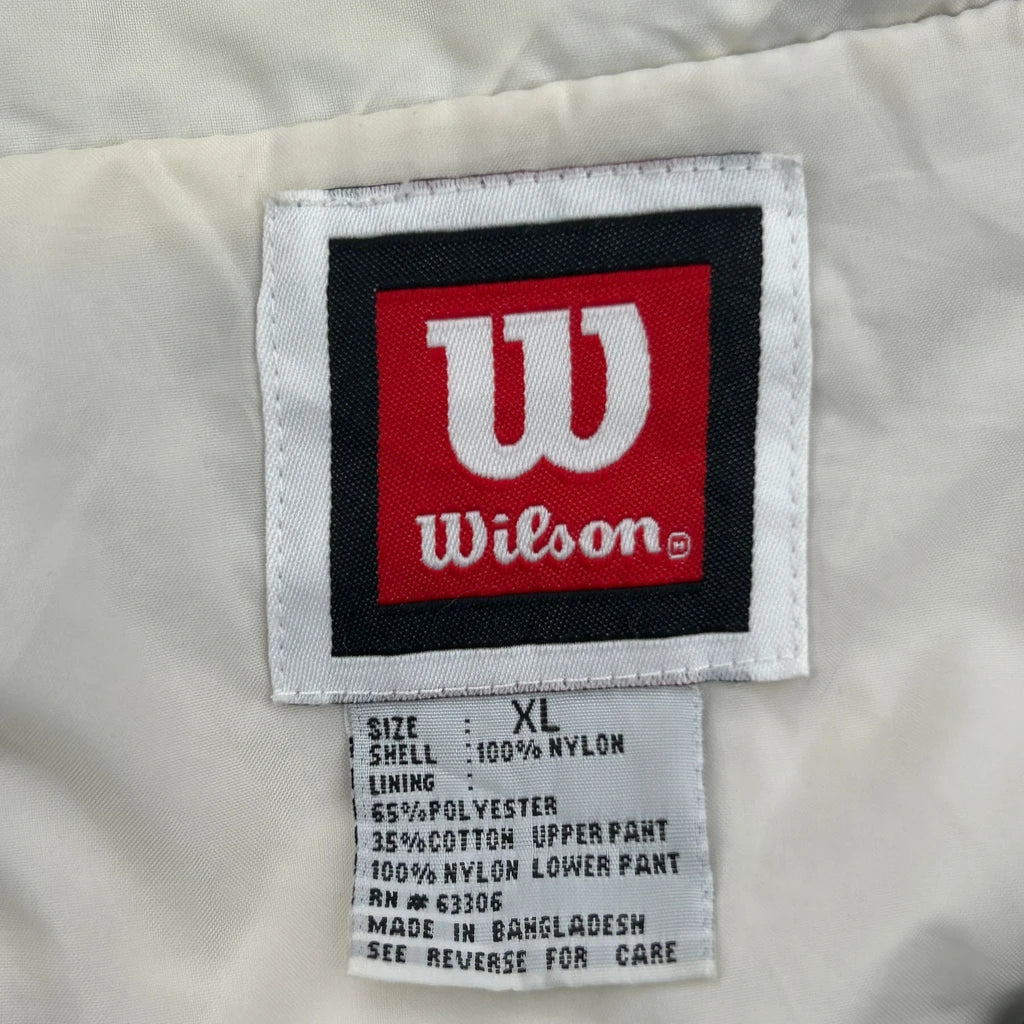 W
Wilson
SIZE : XL
SHELL : 100% NYLON
LINING :
65% POLYESTER
35% COTTON UPPER PANT
100% NYLON LOWER PANT
RN # 63306
MADE IN BANGLADESH
SEE REVERSE FOR CARE